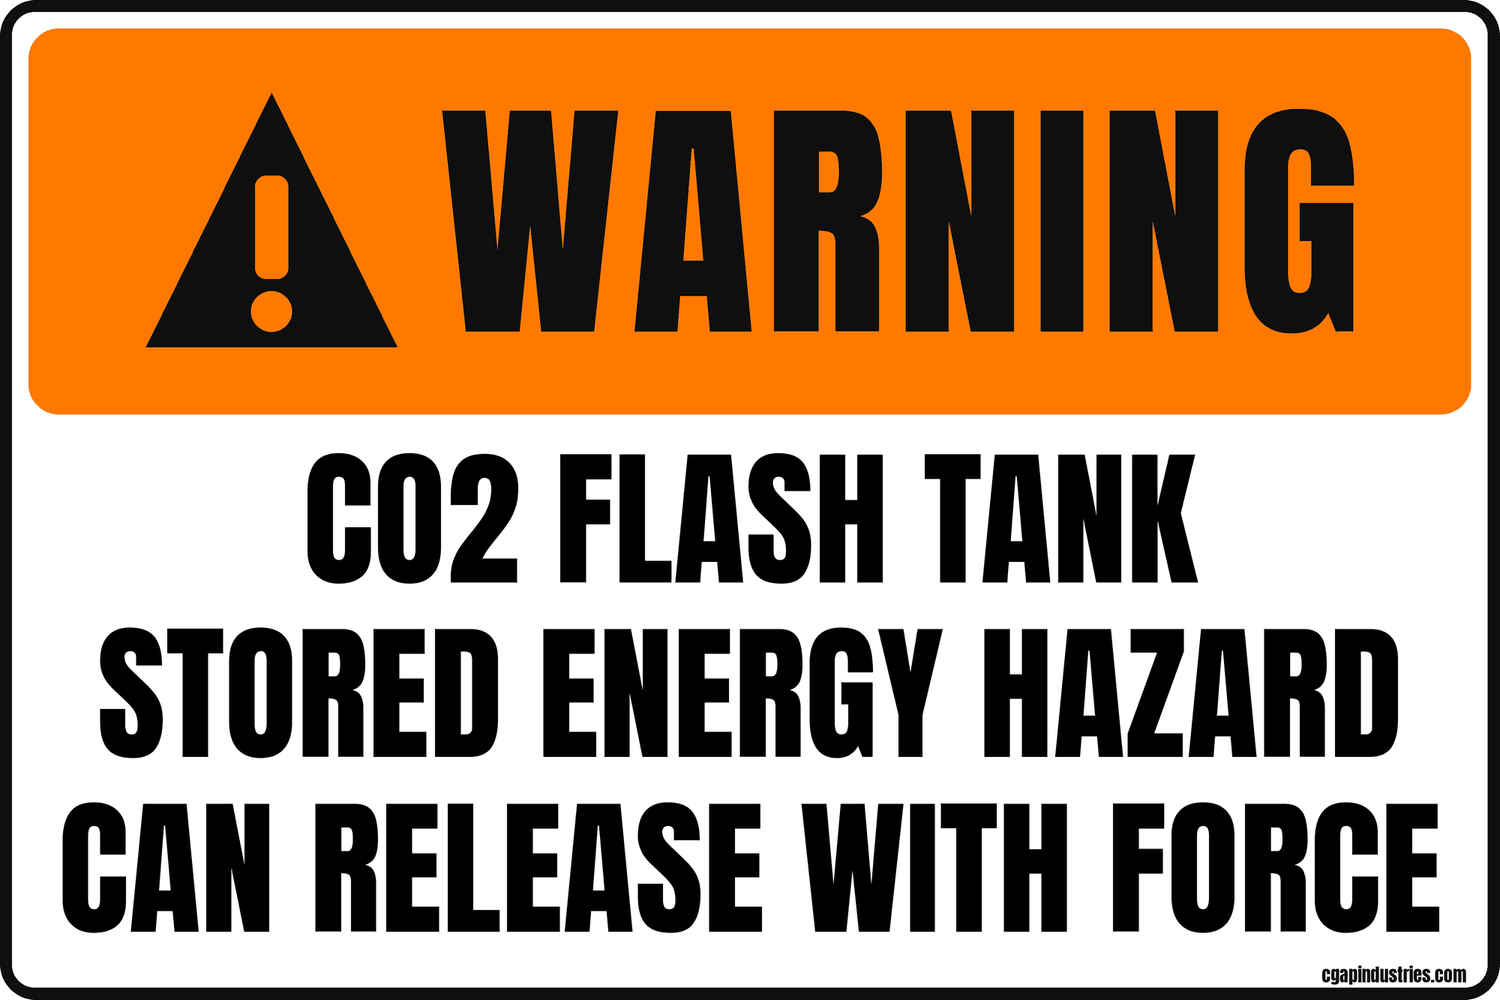 WARNING
CO2 FLASH TANK
STORED ENERGY HAZARD
CAN RELEASE WITH FORCE
cgapindustries.com